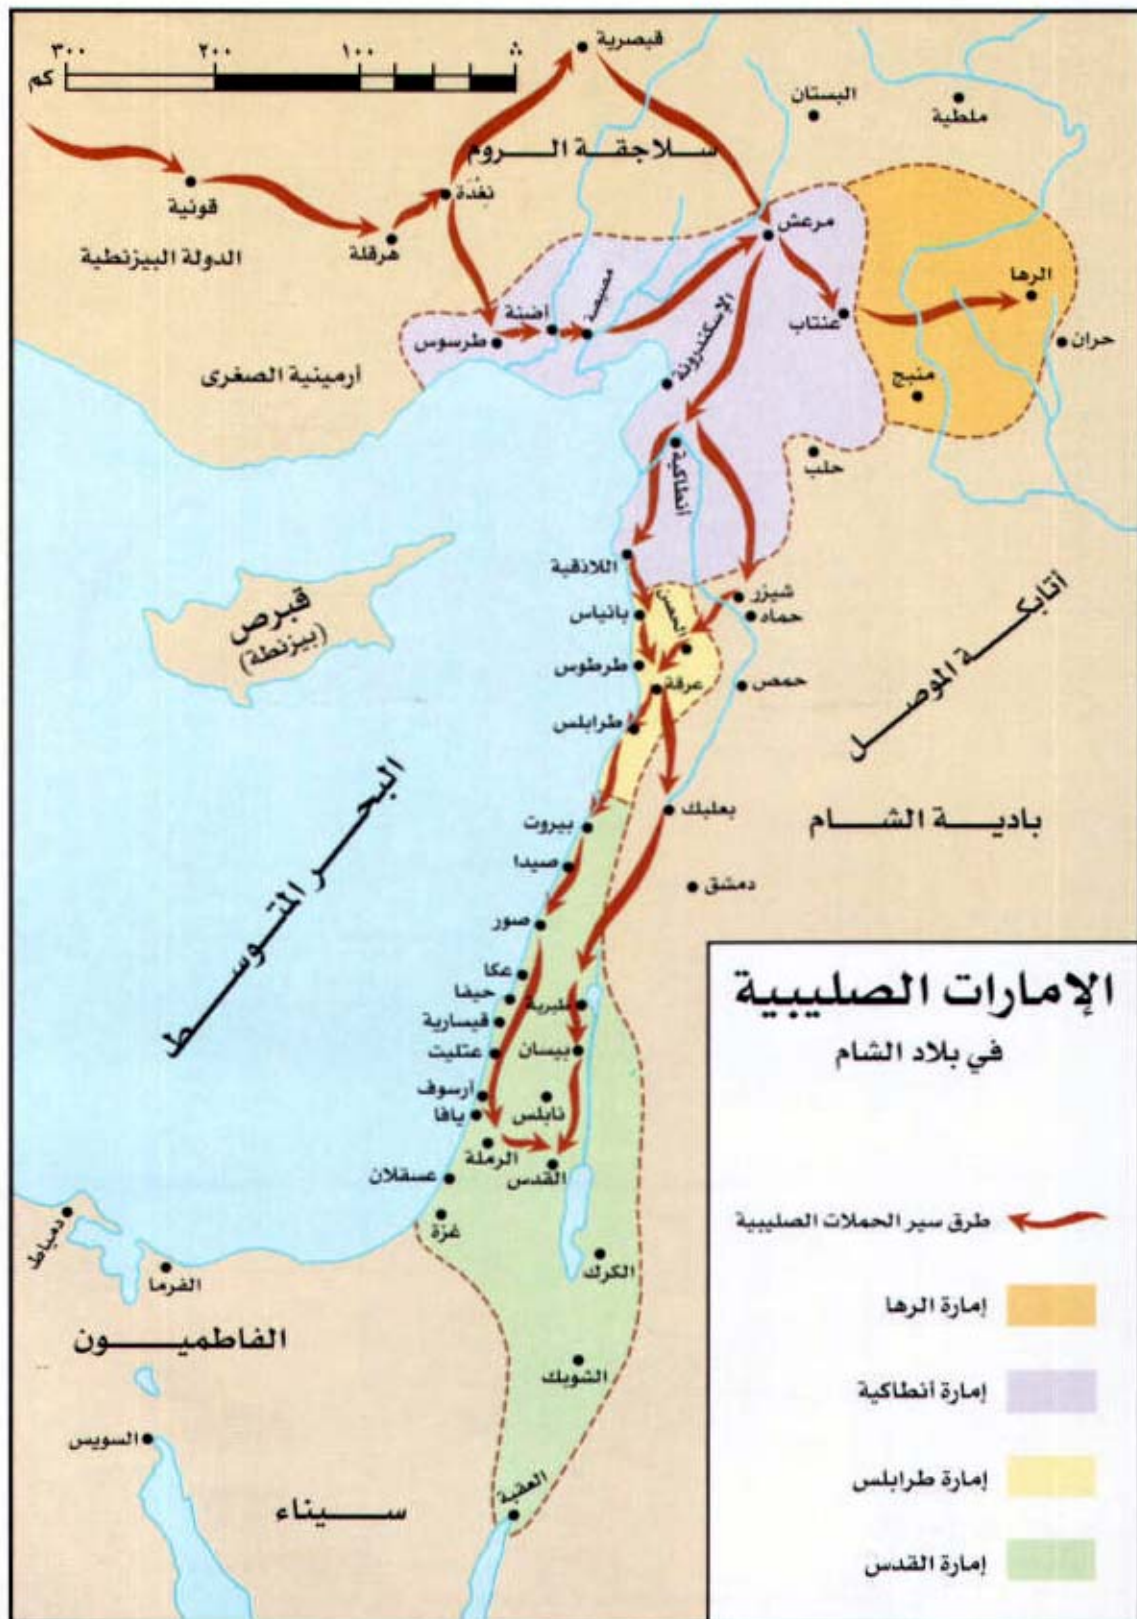 ٣٠٠ ٢٠٠ ١٠٠ ٠
كم
قيصرية
البستان
ملطية
سلاجقة الروم
نغدة
قونية
هرقلة
مرعش
الدولة البيزنطية
الرها
أضنة
مصيصة
طرسوس
عنتاب
حران
الإسكندرونة
أرمينية الصغرى
منبج
حلب
أنطاكية
اللاذقية
شيزر
حماه
بانياس
الحصن
قبرص
(بيزنطة)
طرطوس
عرقة
حمص
أتابكة الموصل
طرابلس
بعلبك
بادية الشام
بيروت
صيدا
دمشق
البحر المتوسط
صور
عكا
حيفا
طبرية
قيسارية
عتليت
بيسان
أرسوف
نابلس
يافا
الرملة
القدس
عسقلان
غزة
دمياط
الفرما
الكرك
الفاطميون
الشوبك
السويس
العقبة
سيناء
الإمارات الصليبية
في بلاد الشام
طرق سير الحملات الصليبية
إمارة الرها
إمارة أنطاكية
إمارة طرابلس
إمارة القدس